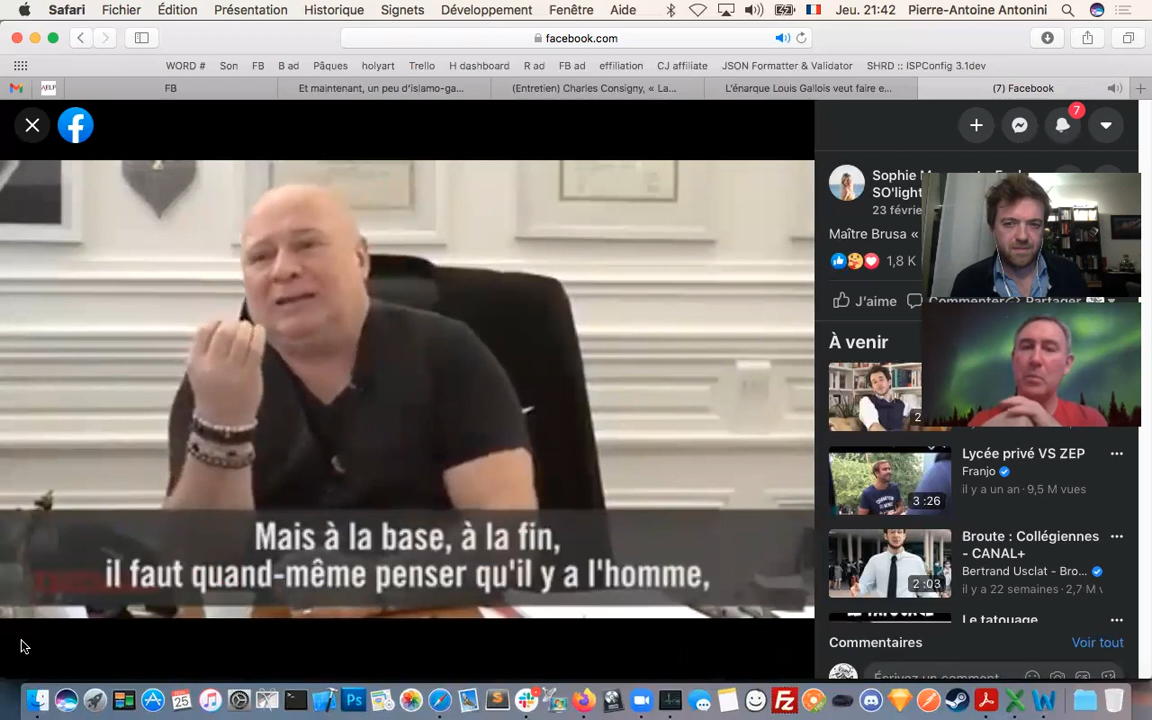 Safari Fichier Édition Présentation Historique Signets Développement Fenêtre Aide Jeu. 21:42 Pierre-Antoine Antonini
facebook.com
WORD # Son FB B ad Pâques holyart Trello H dashboard R ad FB ad effiliation CJ affiliate JSON Formatter & Validator SHRD :: ISPConfig 3.1dev
FB Et maintenant, un peu d'islamo-ga... (Entretien) Charles Consigny, « La... L'énarque Louis Gallois veut faire e... (7) Facebook
7
Sophie
SO'light
23 févrie
Maître Brusa «
1,8 K
J'aime Commenter Partager
À venir
2
Lycée privé VS ZEP
Franjo
il y a un an · 9,5 M vues
3:26
Broute : Collégiennes
- CANAL+
Bertrand Usclat - Bro...
il y a 22 semaines · 2,7 M v
2:03
Le tatouage
Commentaires Voir tout
Écrivez un commentaire
Mais à la base, à la fin,
il faut quand-même penser qu'il y a l'homme,
25